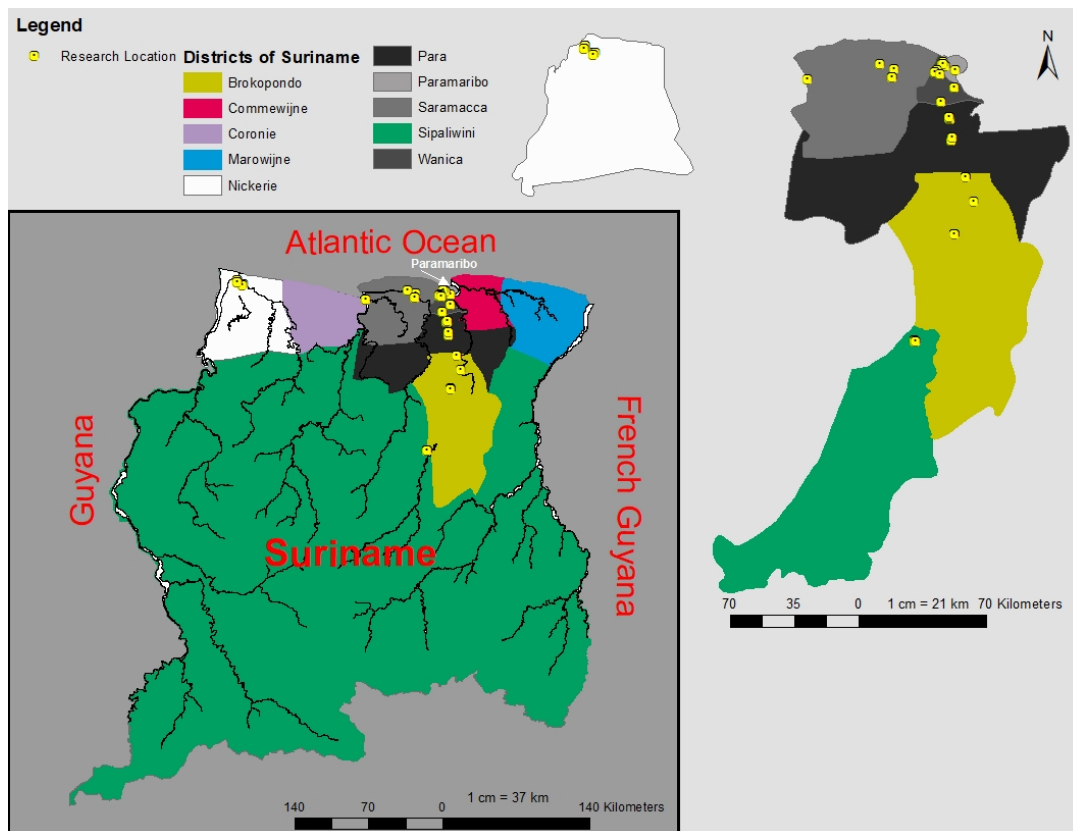 Legend
Research Location
Districts of Suriname
Brokopondo
Commewijne
Coronie
Marowijne
Nickerie
Para
Paramaribo
Saramacca
Sipaliwini
Wanica
N
Atlantic Ocean
Paramaribo
Guyana
French Guyana
Suriname
1 cm = 37 km
140 70 0 140 Kilometers
70 35 0 1 cm = 21 km 70 Kilometers